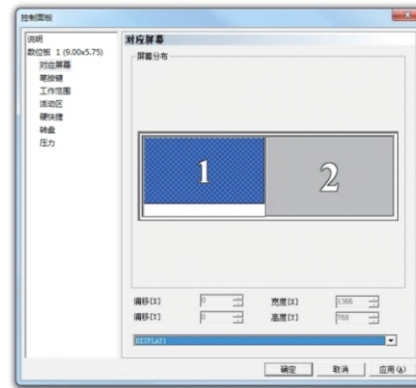 控制面板
说明
数位板 1 (9.00x5.75)
对应屏幕
笔按键
工作范围
活动区
硬快捷
转盘
压力
对应屏幕
屏幕分布
1
2
偏移[X]
0
宽度[X]
1366
偏移[Y]
0
高度[Y]
768
DISPLAY1
确定
取消
应用(A)